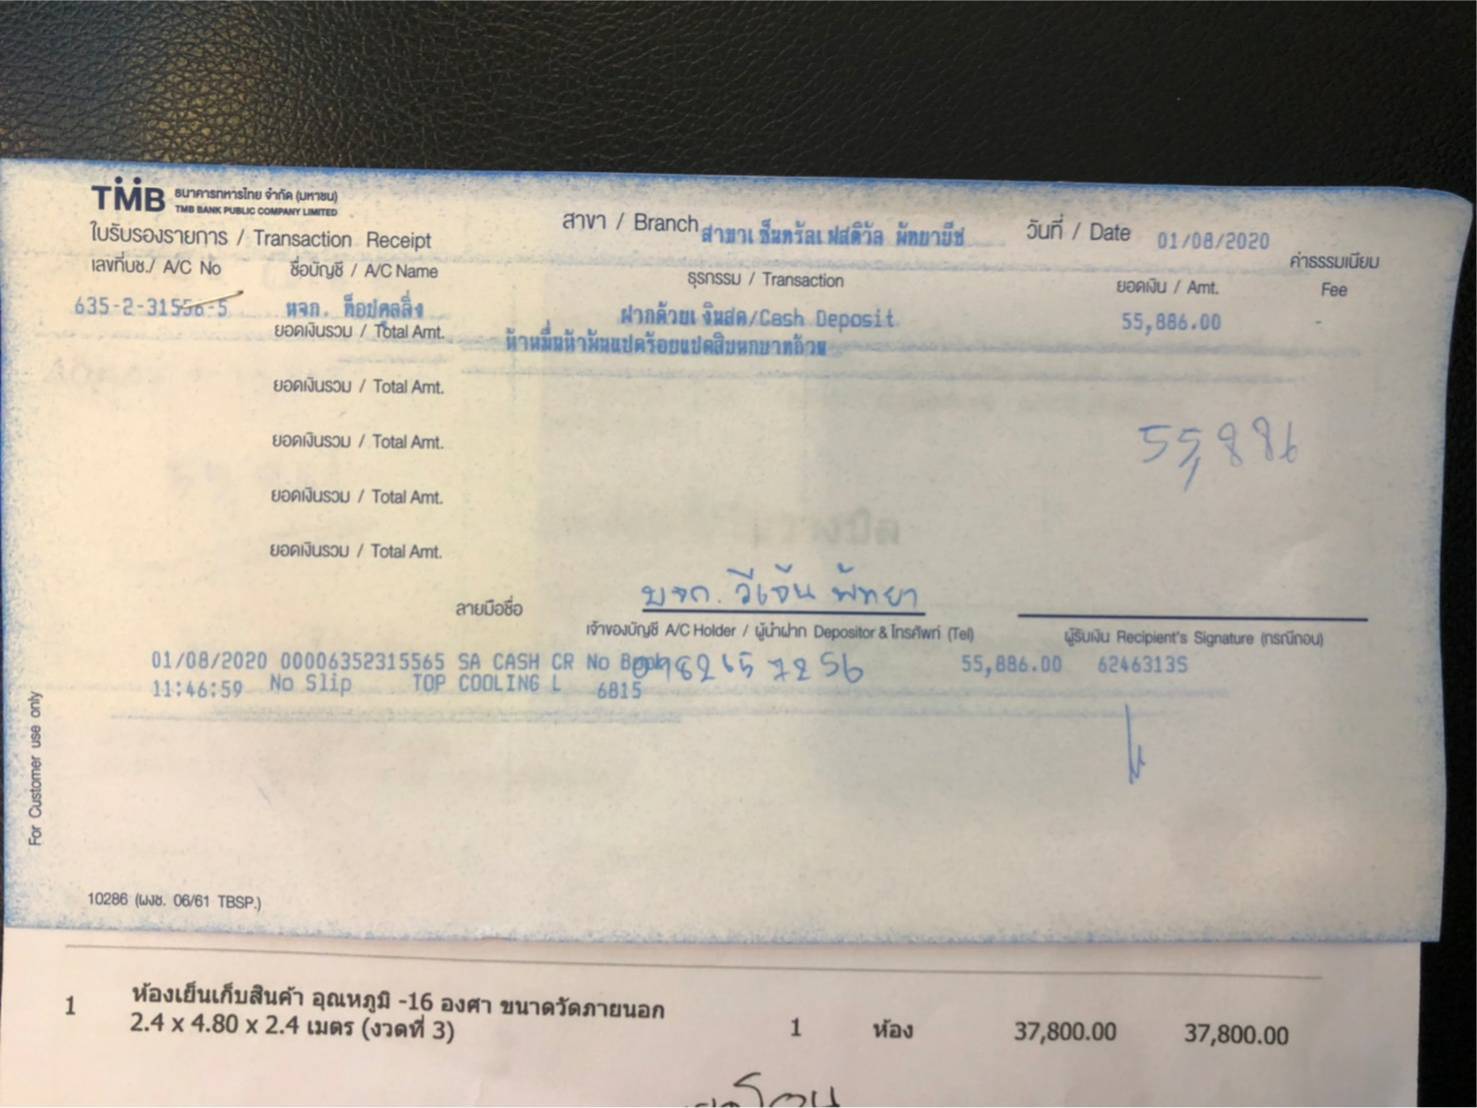 TMB ธนาคารทหารไทย จำกัด (มหาชน)
TMB BANK PUBLIC COMPANY LIMITED
ใบรับรองรายการ / Transaction Receipt
สาขา / Branch สาขาเซ็นทรัลเฟสติวัล พัทยาบีช
วันที่ / Date 01/08/2020
เลขที่บช./ A/C No ชื่อบัญชี / A/C Name ธุรกรรม / Transaction ยอดเงิน / Amt. ค่าธรรมเนียม
Fee
635-2-31556-5 หจก. ท็อปคูลลิ่ง ฝากด้วยเงินสด/Cash Deposit 55,886.00 -
ยอดเงินรวม / Total Amt. ห้าหมื่นห้าพันแปดร้อยแปดสิบหกบาทถ้วน
ยอดเงินรวม / Total Amt.
ยอดเงินรวม / Total Amt. 55,886
ยอดเงินรวม / Total Amt.
ยอดเงินรวม / Total Amt.
ลายมือชื่อ บจก. วีเจ้น พัทยา
เจ้าของบัญชี A/C Holder / ผู้นำฝาก Depositor & โทรศัพท์ (Tel) ผู้รับเงิน Recipient's Signature (กรณีถอน)
01/08/2020 00006352315565 SA CASH CR No 55,886.00 6246313S
11:46:59 No Slip TOP COOLING L 6815
For Customer use only
10286 (ผงช. 06/61 TBSP.)
1 ห้องเย็นเก็บสินค้า อุณหภูมิ -16 องศา ขนาดวัดภายนอก
2.4 x 4.80 x 2.4 เมตร (งวดที่ 3) 1 ห้อง 37,800.00 37,800.00